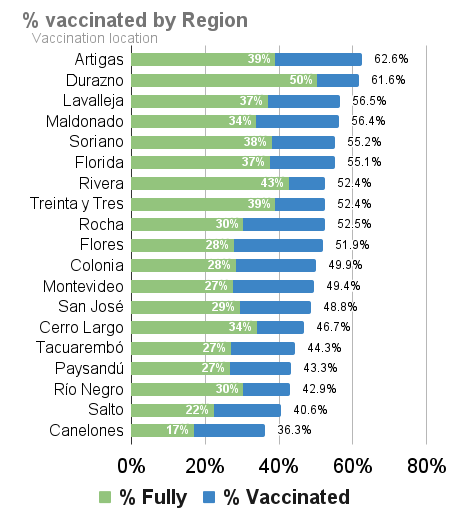 % vaccinated by Region
Vaccination location
Artigas 39% 62.6%
Durazno 50% 61.6%
Lavalleja 37% 56.5%
Maldonado 34% 56.4%
Soriano 38% 55.2%
Florida 37% 55.1%
Rivera 43% 52.4%
Treinta y Tres 39% 52.4%
Rocha 30% 52.5%
Flores 28% 51.9%
Colonia 28% 49.9%
Montevideo 27% 49.4%
San José 29% 48.8%
Cerro Largo 34% 46.7%
Tacuarembó 27% 44.3%
Paysandú 27% 43.3%
Río Negro 30% 42.9%
Salto 22% 40.6%
Canelones 17% 36.3%
0% 20% 40% 60% 80%
% Fully % Vaccinated